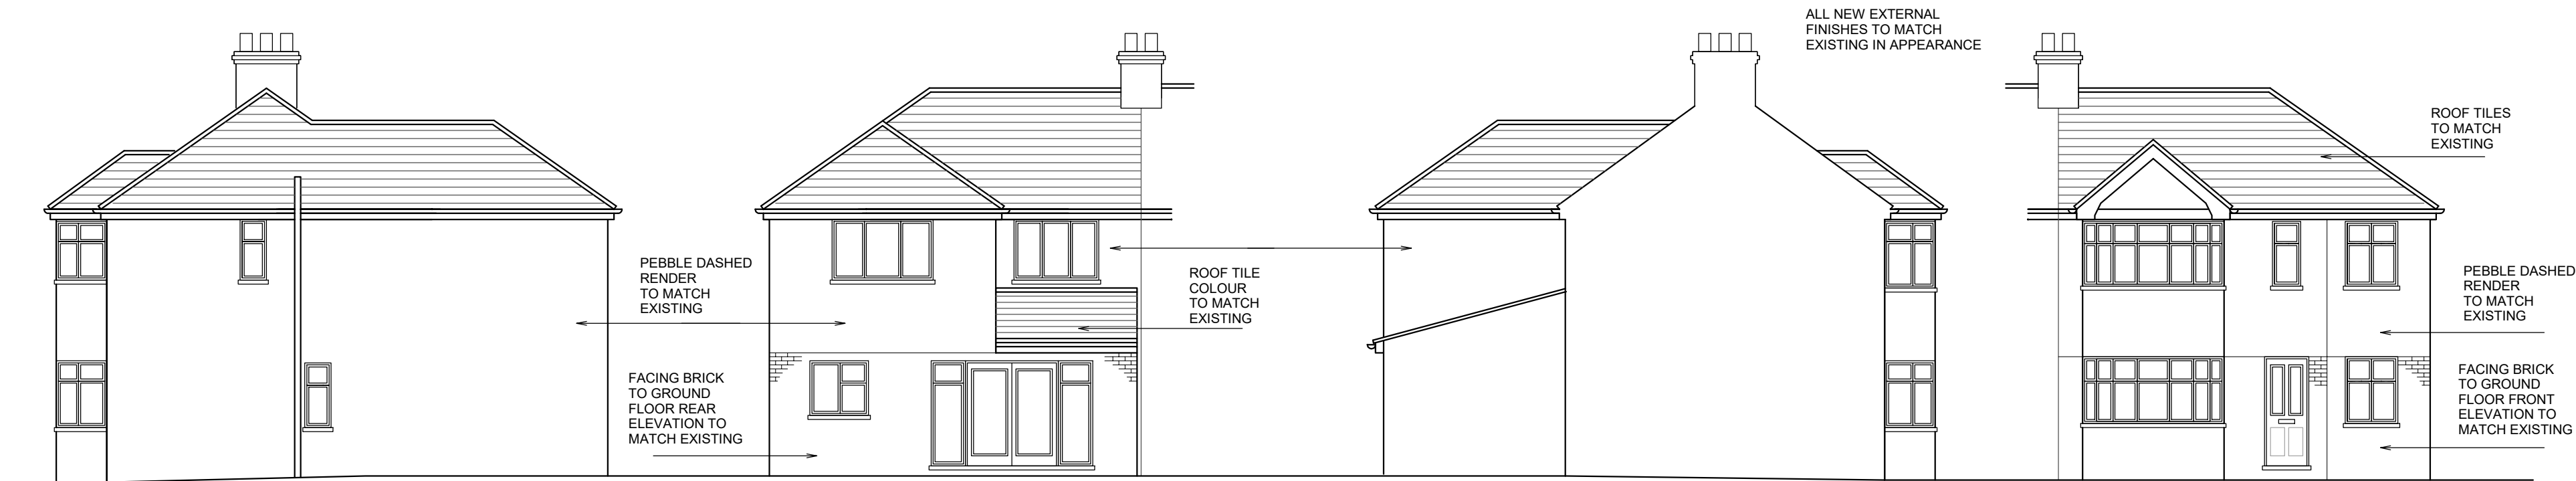 ALL NEW EXTERNAL
FINISHES TO MATCH
EXISTING IN APPEARANCE
PEBBLE DASHED
RENDER
TO MATCH
EXISTING
FACING BRICK
TO GROUND
FLOOR REAR
ELEVATION TO
MATCH EXISTING
ROOF TILE
COLOUR
TO MATCH
EXISTING
ROOF TILES
TO MATCH
EXISTING
PEBBLE DASHED
RENDER
TO MATCH
EXISTING
FACING BRICK
TO GROUND
FLOOR FRONT
ELEVATION TO
MATCH EXISTING